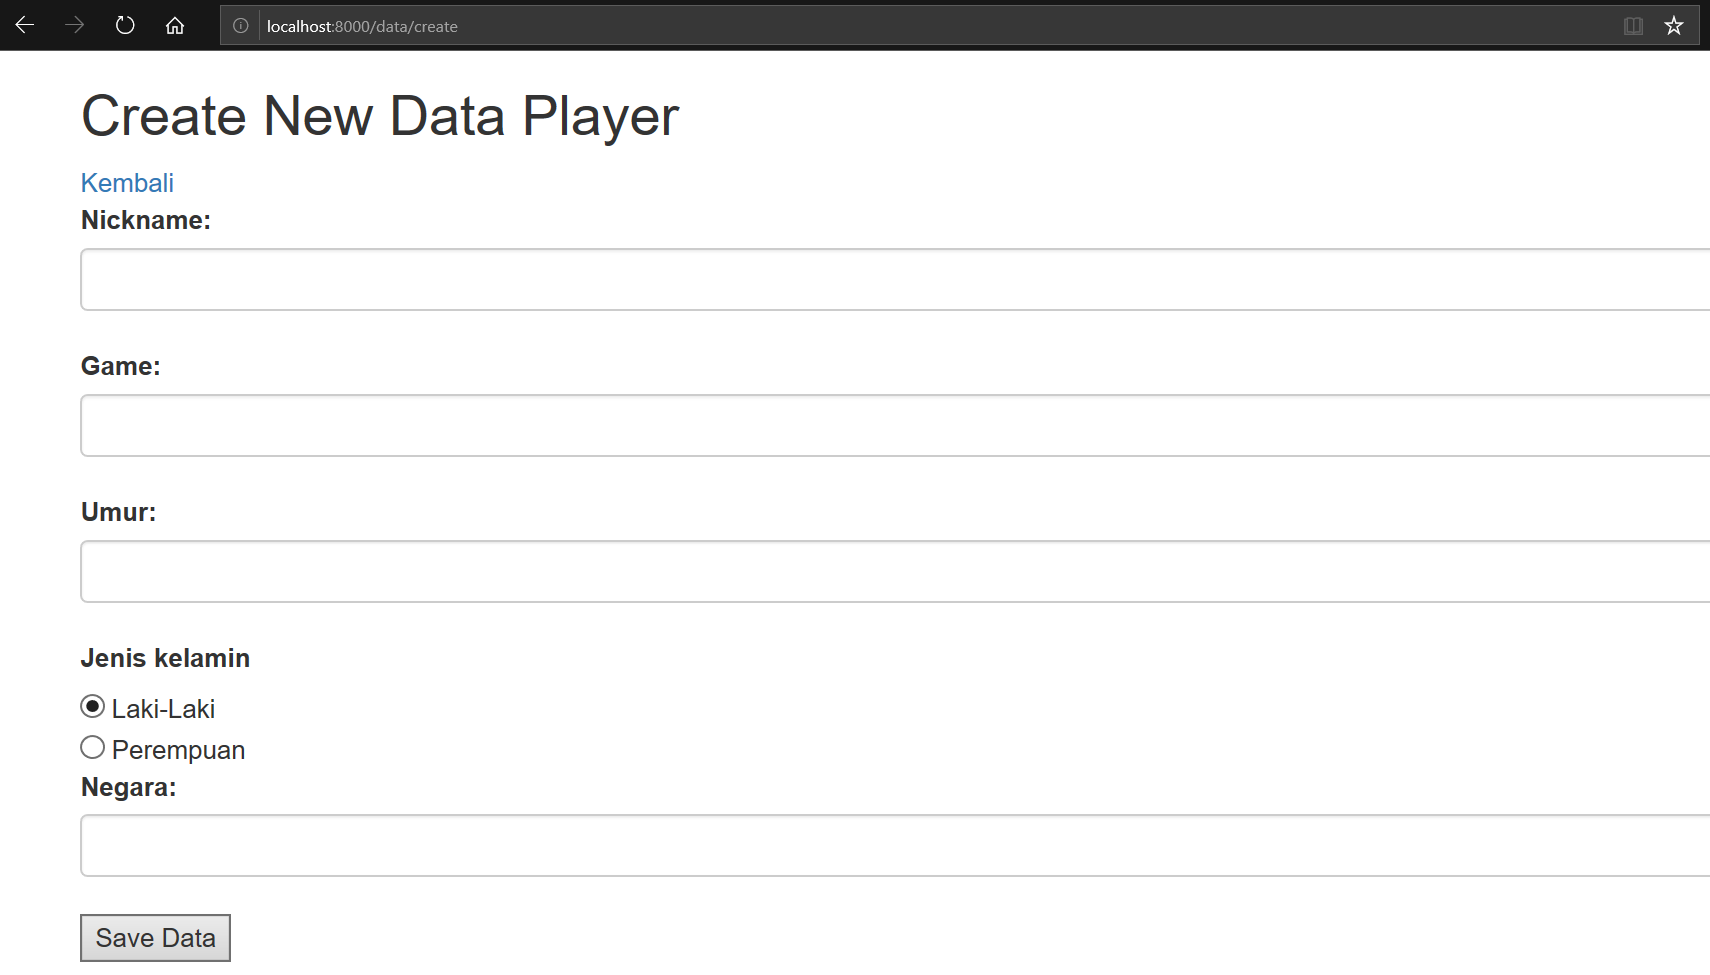 localhost:8000/data/create
Create New Data Player
Kembali
Nickname:
Game:
Umur:
Jenis kelamin
Laki-Laki
Perempuan
Negara:
Save Data